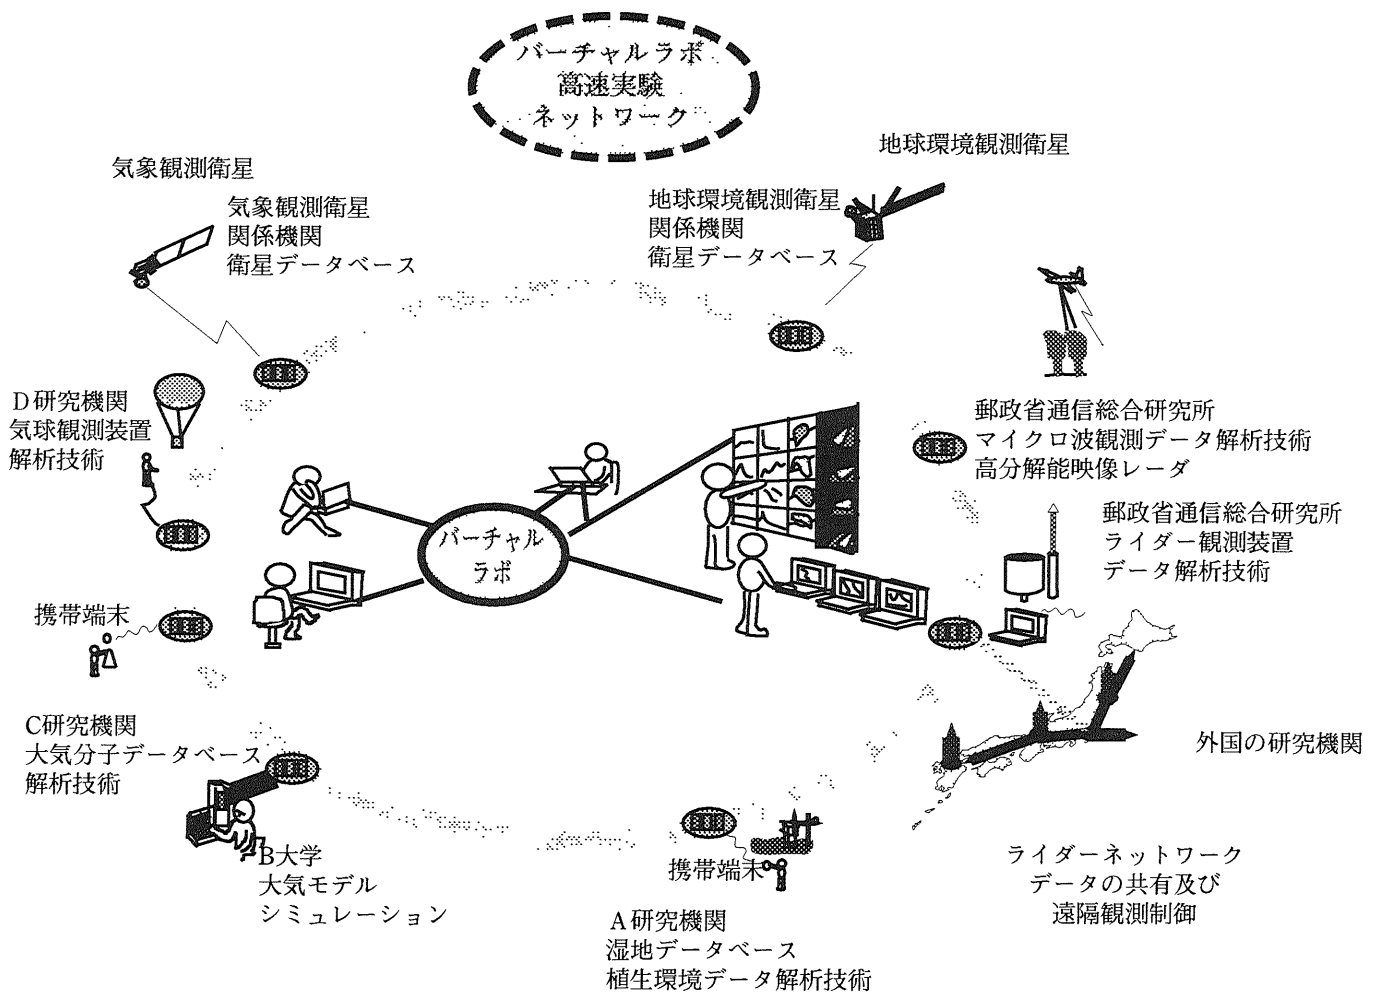 バーチャルラボ
高速実験
ネットワーク
気象観測衛星
気象観測衛星
関係機関
衛星データベース
地球環境観測衛星
地球環境観測衛星
関係機関
衛星データベース
D研究機関
気球観測装置
解析技術
郵政省通信総合研究所
マイクロ波観測データ解析技術
高分解能映像レーダ
郵政省通信総合研究所
ライダー観測装置
データ解析技術
バーチャル
ラボ
携帯端末
C研究機関
大気分子データベース
解析技術
外国の研究機関
B大学
大気モデル
シミュレーション
携帯端末
A研究機関
湿地データベース
植生環境データ解析技術
ライダーネットワーク
データの共有及び
遠隔観測制御